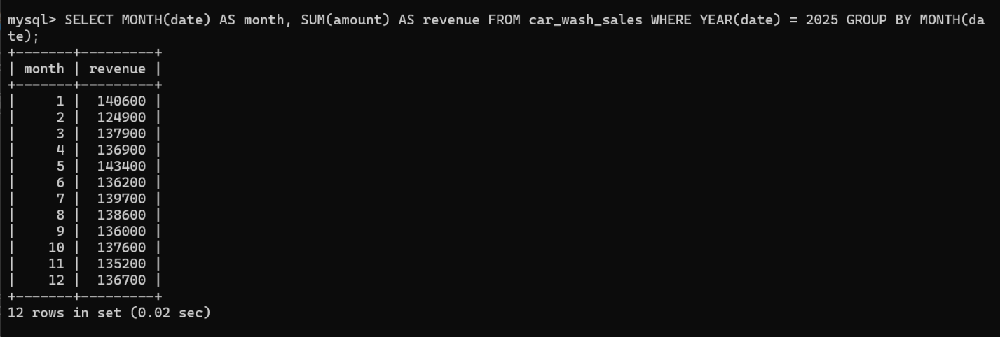 mysql> SELECT MONTH(date) AS month, SUM(amount) AS revenue FROM car_wash_sales WHERE YEAR(date) = 2025 GROUP BY MONTH(da
te);
+-------+---------+
| month | revenue |
+-------+---------+
|     1 |  140600 |
|     2 |  124900 |
|     3 |  137900 |
|     4 |  136900 |
|     5 |  143400 |
|     6 |  136200 |
|     7 |  139700 |
|     8 |  138600 |
|     9 |  136000 |
|    10 |  137600 |
|    11 |  135200 |
|    12 |  136700 |
+-------+---------+
12 rows in set (0.02 sec)